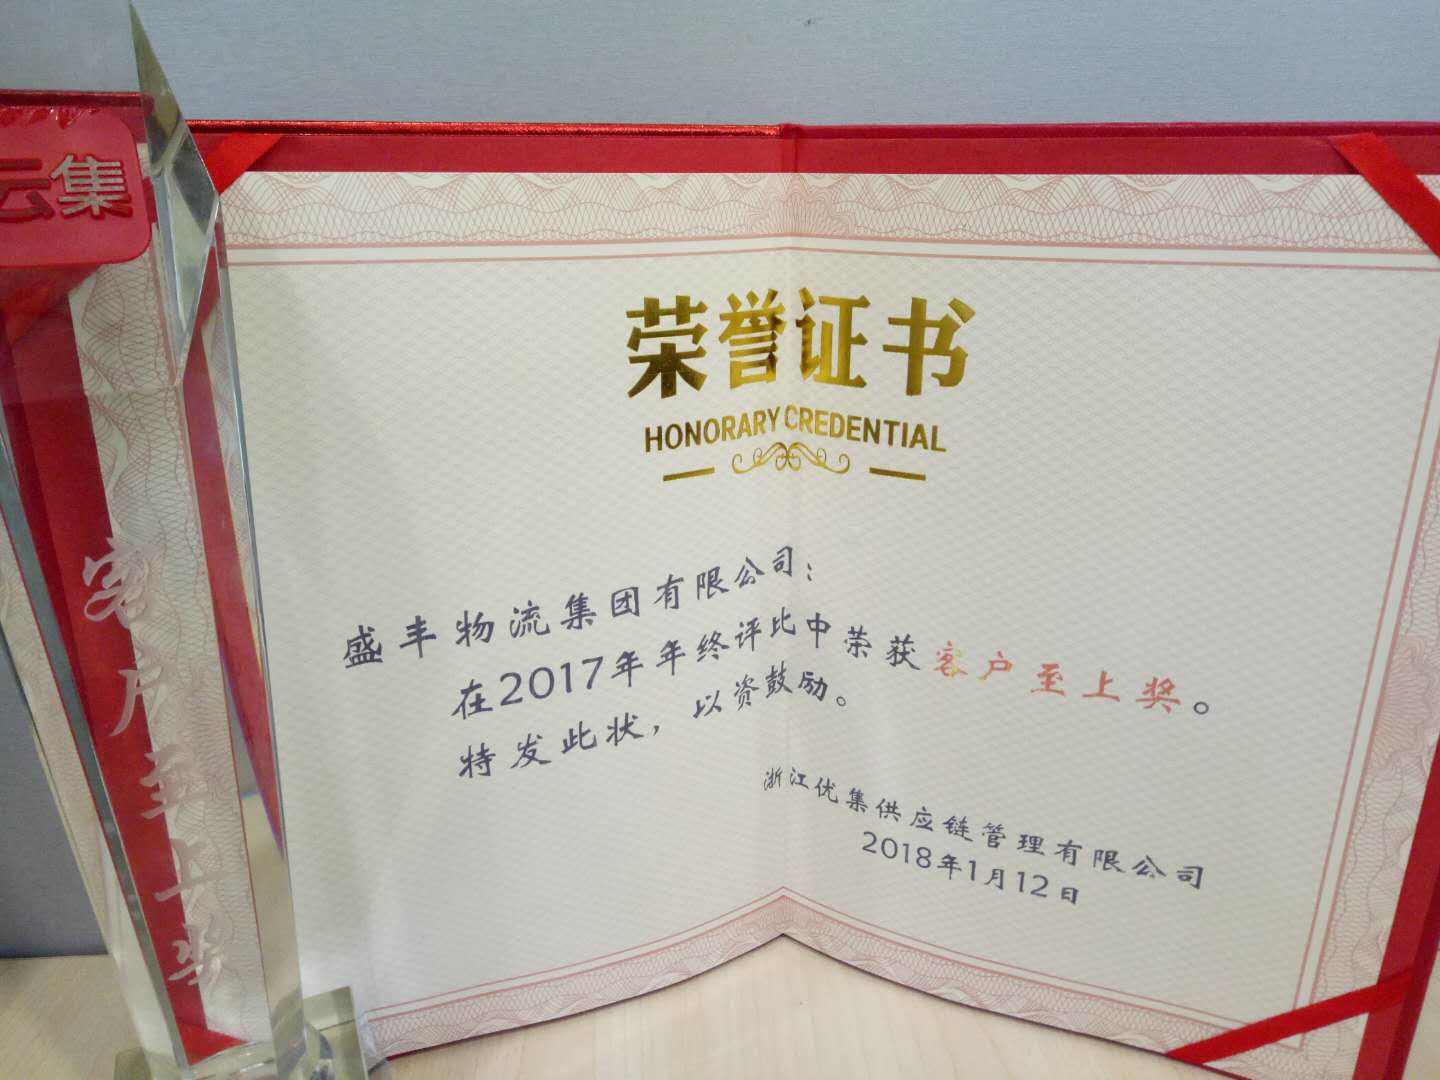 云集
荣誉证书
HONORARY CREDENTIAL
盛丰物流集团有限公司：
在2017年年终评比中荣获客户至上奖。
特发此状，以资鼓励。
浙江优集供应链管理有限公司
2018年1月12日
客户至上奖